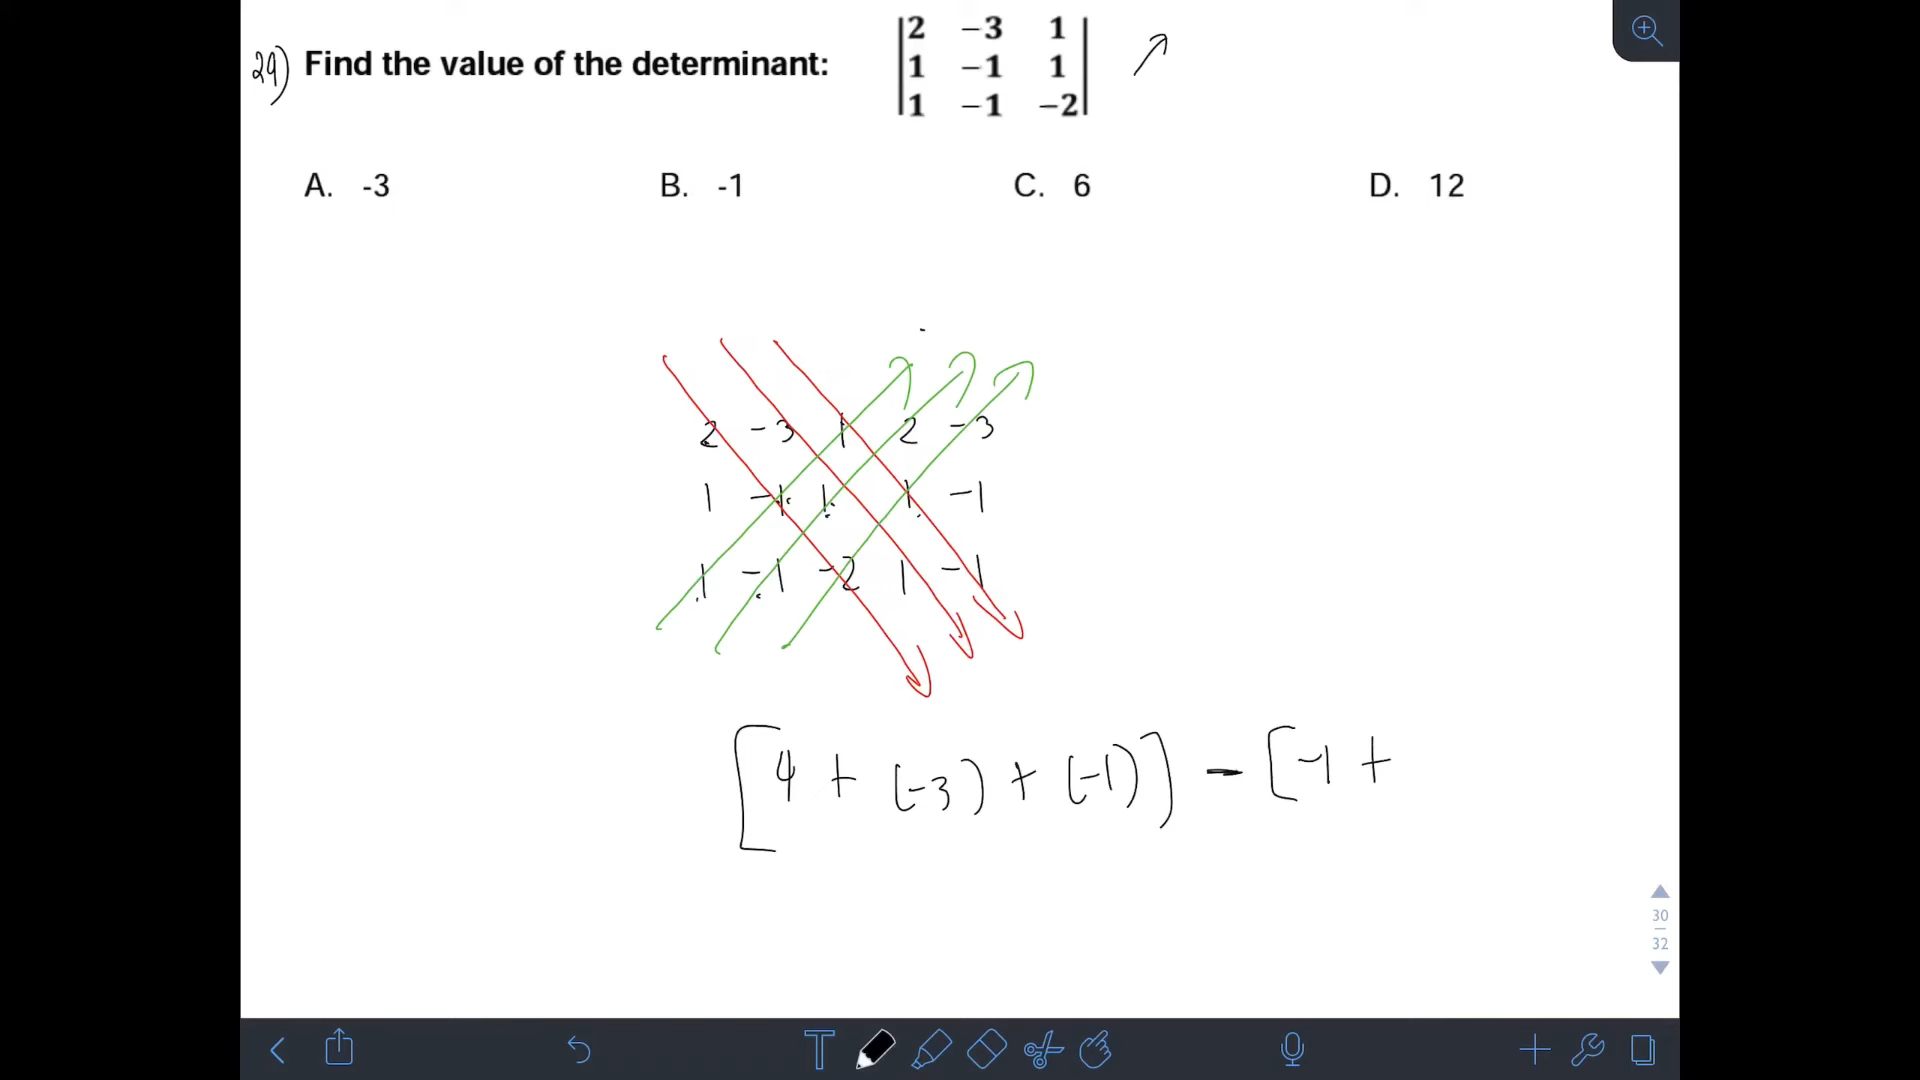 29) Find the value of the determinant:
2 −3 1
1 −1 1
1 −1 −2
A. -3 B. -1 C. 6 D. 12
2 -3 1 2 -3
1 -1 1 1 -1
1 -1 -2 1 -1
[4 + (-3) + (-1)] - [-1 +
30
32
T